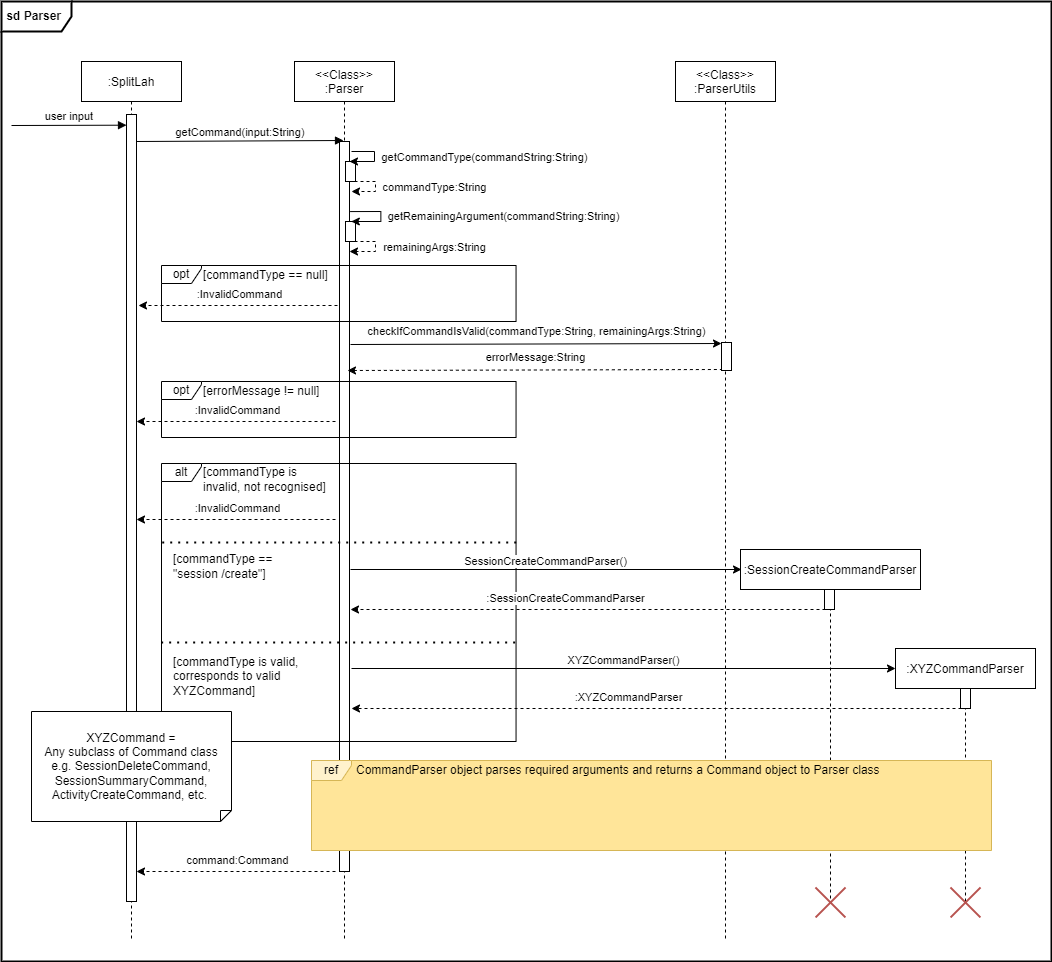 sd Parser
:SplitLah
<<Class>>
:Parser
<<Class>>
:ParserUtils
user input
getCommand(input:String)
getCommandType(commandString:String)
commandType:String
getRemainingArgument(commandString:String)
remainingArgs:String
opt
[commandType == null]
:InvalidCommand
checkIfCommandIsValid(commandType:String, remainingArgs:String)
errorMessage:String
opt
[errorMessage != null]
:InvalidCommand
alt
[commandType is
invalid, not recognised]
:InvalidCommand
[commandType ==
"session /create"]
SessionCreateCommandParser()
:SessionCreateCommandParser
:SessionCreateCommandParser
[commandType is valid,
corresponds to valid
XYZCommand]
XYZCommandParser()
:XYZCommandParser
:XYZCommandParser
XYZCommand =
Any subclass of Command class
e.g. SessionDeleteCommand,
SessionSummaryCommand,
ActivityCreateCommand, etc.
ref
CommandParser object parses required arguments and returns a Command object to Parser class
command:Command